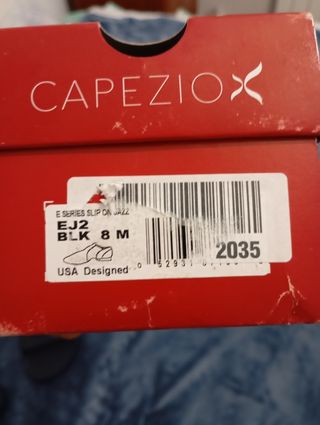 CAPEZIO
E SERIES SLIP ON JAZZ
EJ2
BLK 8 M
2035
USA Designed